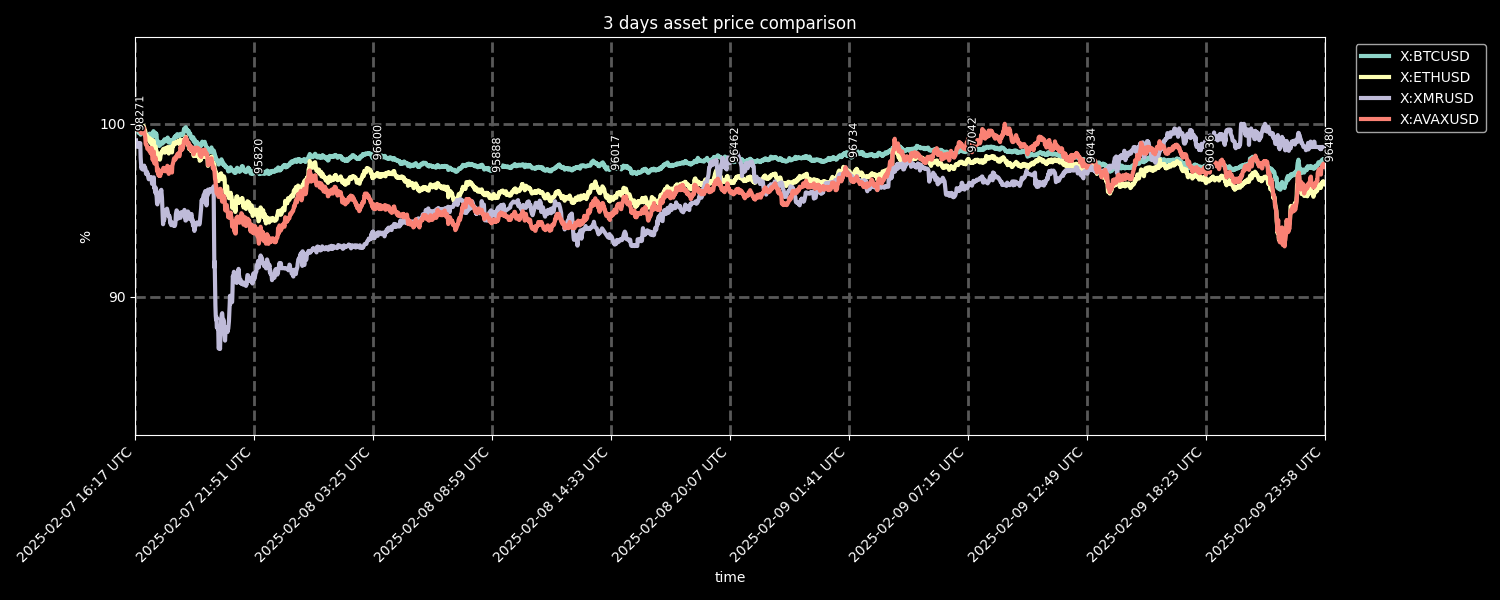 3 days asset price comparison
X:BTCUSD
X:ETHUSD
X:XMRUSD
X:AVAXUSD
100
90
%
98271
95820
96600
95888
96017
96462
96734
97042
96434
96036
96480
2025-02-07 16:17 UTC
2025-02-07 21:51 UTC
2025-02-08 03:25 UTC
2025-02-08 08:59 UTC
2025-02-08 14:33 UTC
2025-02-08 20:07 UTC
2025-02-09 01:41 UTC
2025-02-09 07:15 UTC
2025-02-09 12:49 UTC
2025-02-09 18:23 UTC
2025-02-09 23:58 UTC
time